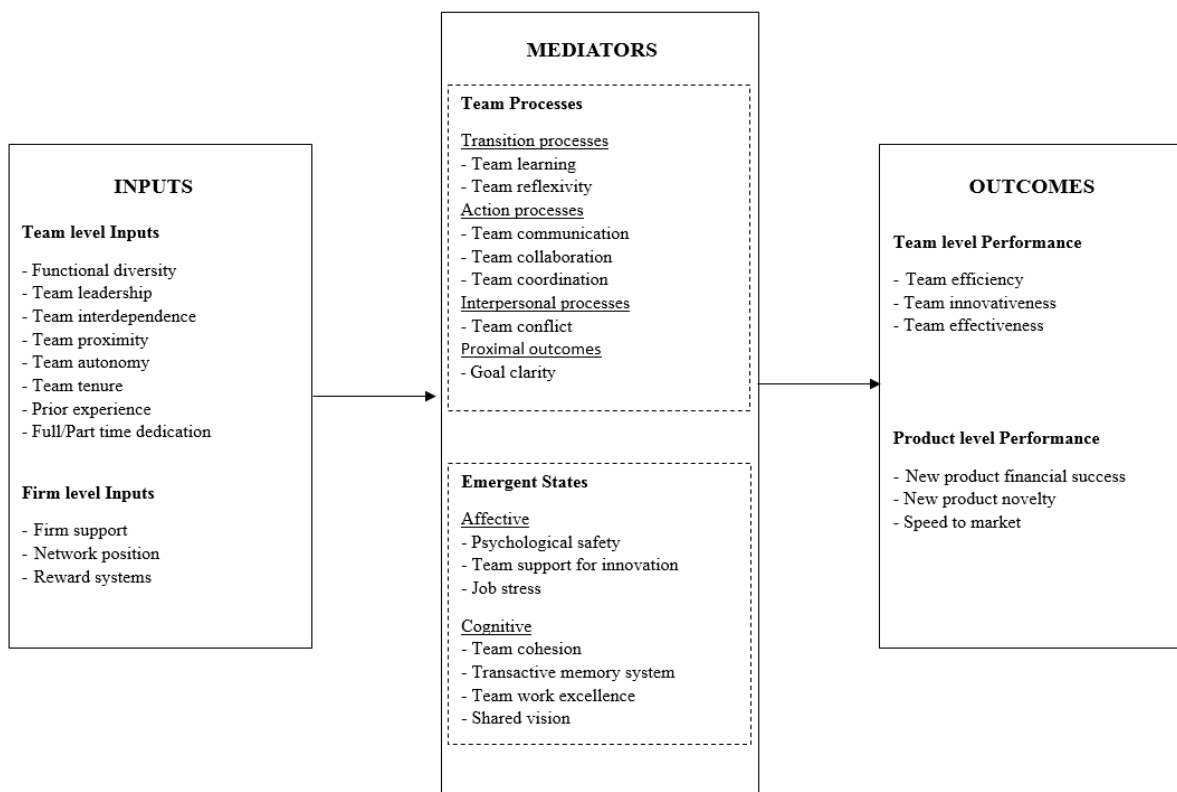 INPUTS
Team level Inputs
- Functional diversity
- Team leadership
- Team interdependence
- Team proximity
- Team autonomy
- Team tenure
- Prior experience
- Full/Part time dedication
Firm level Inputs
- Firm support
- Network position
- Reward systems
MEDIATORS
Team Processes
Transition processes
- Team learning
- Team reflexivity
Action processes
- Team communication
- Team collaboration
- Team coordination
Interpersonal processes
- Team conflict
Proximal outcomes
- Goal clarity
Emergent States
Affective
- Psychological safety
- Team support for innovation
- Job stress
Cognitive
- Team cohesion
- Transactive memory system
- Team work excellence
- Shared vision
OUTCOMES
Team level Performance
- Team efficiency
- Team innovativeness
- Team effectiveness
Product level Performance
- New product financial success
- New product novelty
- Speed to market